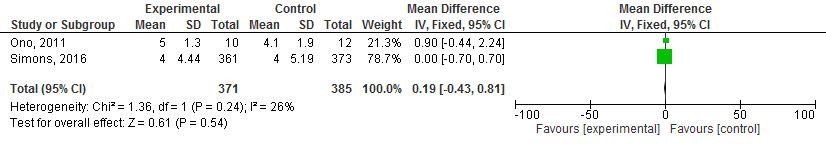 Experimental Control Mean Difference Mean Difference
Study or Subgroup Mean SD Total Mean SD Total Weight IV, Fixed, 95% CI IV, Fixed, 95% CI
Ono, 2011 5 1.3 10 4.1 1.9 12 21.3% 0.90 [-0.44, 2.24]
Simons, 2016 4 4.44 361 4 5.19 373 78.7% 0.00 [-0.70, 0.70]
Total (95% CI) 371 385 100.0% 0.19 [-0.43, 0.81]
Heterogeneity: Chi² = 1.36, df = 1 (P = 0.24); I² = 26%
Test for overall effect: Z = 0.61 (P = 0.54)
-100 -50 0 50 100
Favours [experimental] Favours [control]